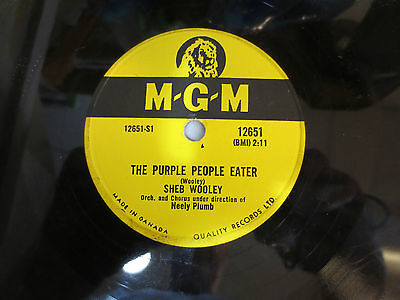 M-G-M
12651-S1
12651
(BMI) 2:11
THE PURPLE PEOPLE EATER
(Wooley)
SHEB WOOLEY
Orch. and Chorus under direction of
Neely Plumb
MADE IN CANADA
QUALITY RECORDS LTD.